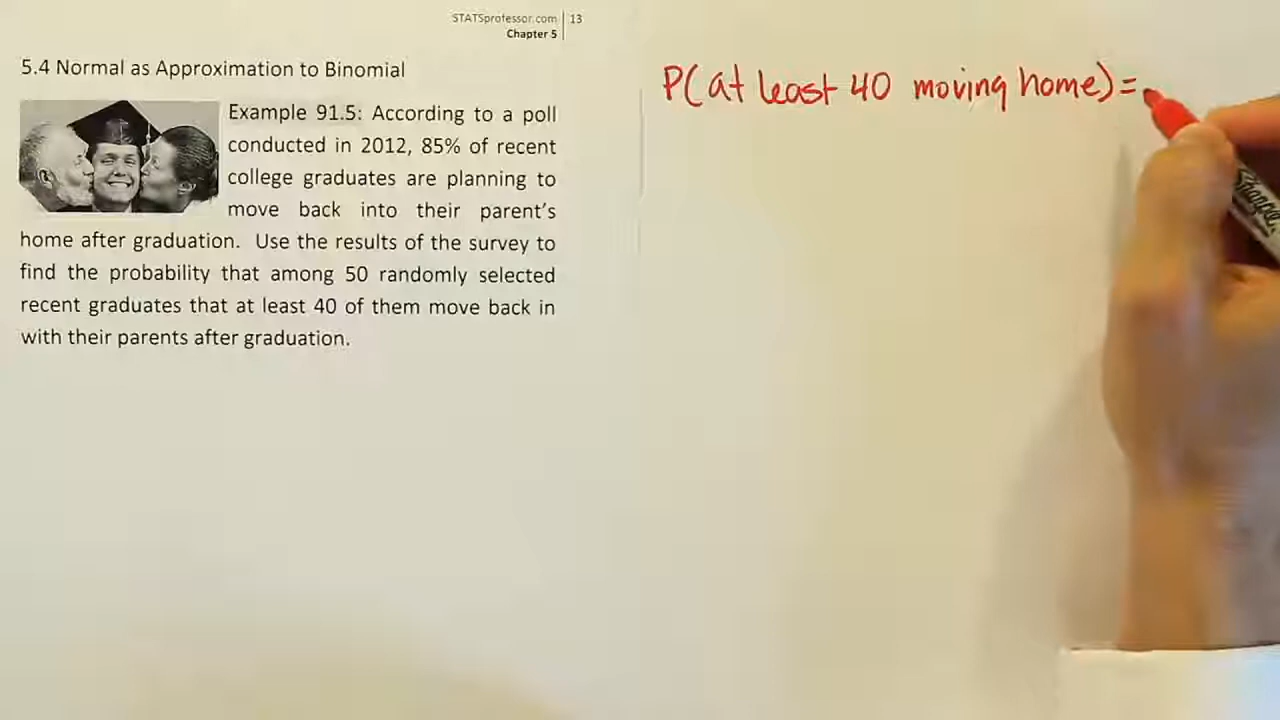 STATSprofessor.com | 13
Chapter 5
5.4 Normal as Approximation to Binomial
Example 91.5: According to a poll
conducted in 2012, 85% of recent
college graduates are planning to
move back into their parent's
home after graduation. Use the results of the survey to
find the probability that among 50 randomly selected
recent graduates that at least 40 of them move back in
with their parents after graduation.
P(at least 40 moving home)=
Sharpie